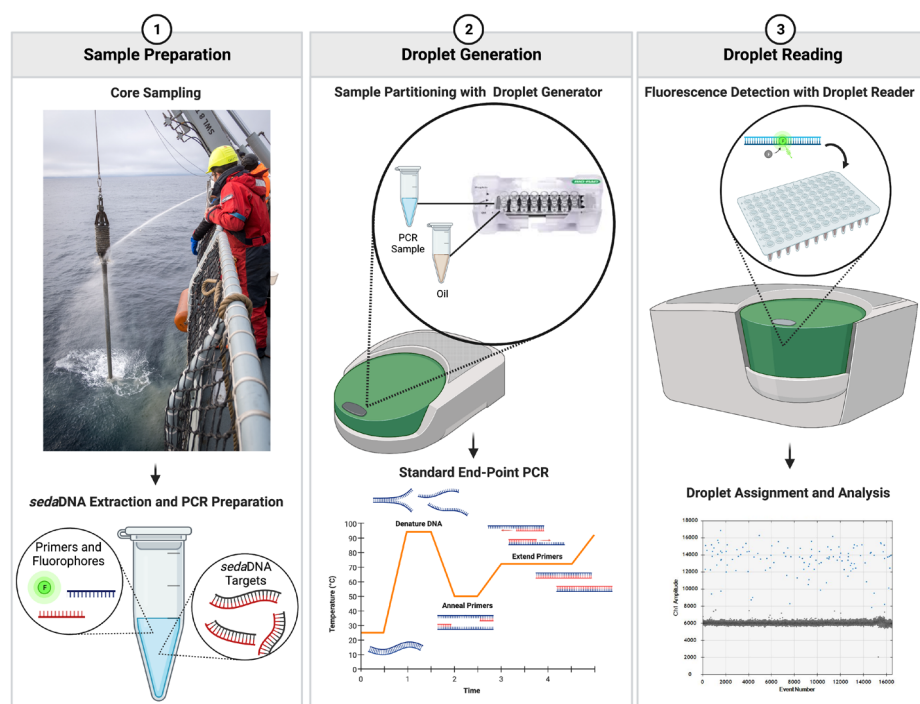 1
Sample Preparation
Core Sampling
SWL 8 T
sedaDNA Extraction and PCR Preparation
Primers and
Fluorophores
F
sedaDNA
Targets
2
Droplet Generation
Sample Partitioning with Droplet Generator
PCR
Sample
Oil
Standard End-Point PCR
Denature DNA
Extend Primers
Anneal Primers
Temperature (°C)
100
90
80
70
60
50
40
30
20
10
0
0 1 2 3 4
Time
3
Droplet Reading
Fluorescence Detection with Droplet Reader
Droplet Assignment and Analysis
Ch1 Amplitude
18000
16000
14000
12000
10000
8000
6000
4000
2000
0
0 2000 4000 6000 8000 10000 12000 14000 16000
Event Number